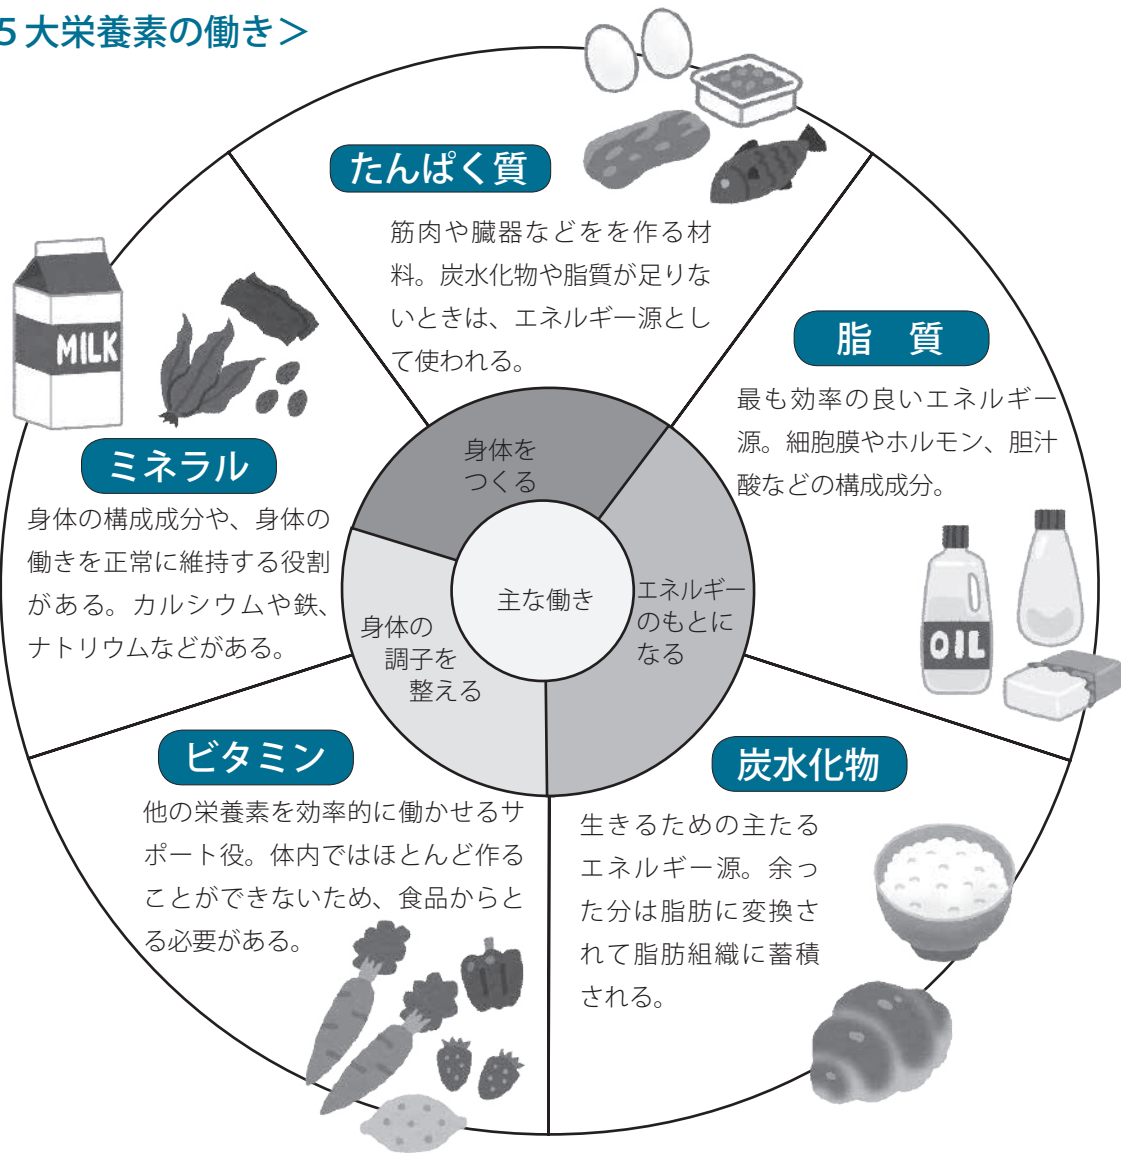 5大栄養素の働き＞
たんぱく質
筋肉や臓器などをを作る材
料。炭水化物や脂質が足りな
いときは、エネルギー源とし
て使われる。
脂　質
最も効率の良いエネルギー
源。細胞膜やホルモン、胆汁
酸などの構成成分。
OIL
炭水化物
生きるための主たる
エネルギー源。余っ
た分は脂肪に変換さ
れて脂肪組織に蓄積
される。
ビタミン
他の栄養素を効率的に働かせるサ
ポート役。体内ではほとんど作る
ことができないため、食品からと
る必要がある。
MILK
ミネラル
身体の構成成分や、身体の
働きを正常に維持する役割
がある。カルシウムや鉄、
ナトリウムなどがある。
主な働き
身体を
つくる
エネルギー
のもとに
なる
身体の
調子を
整える